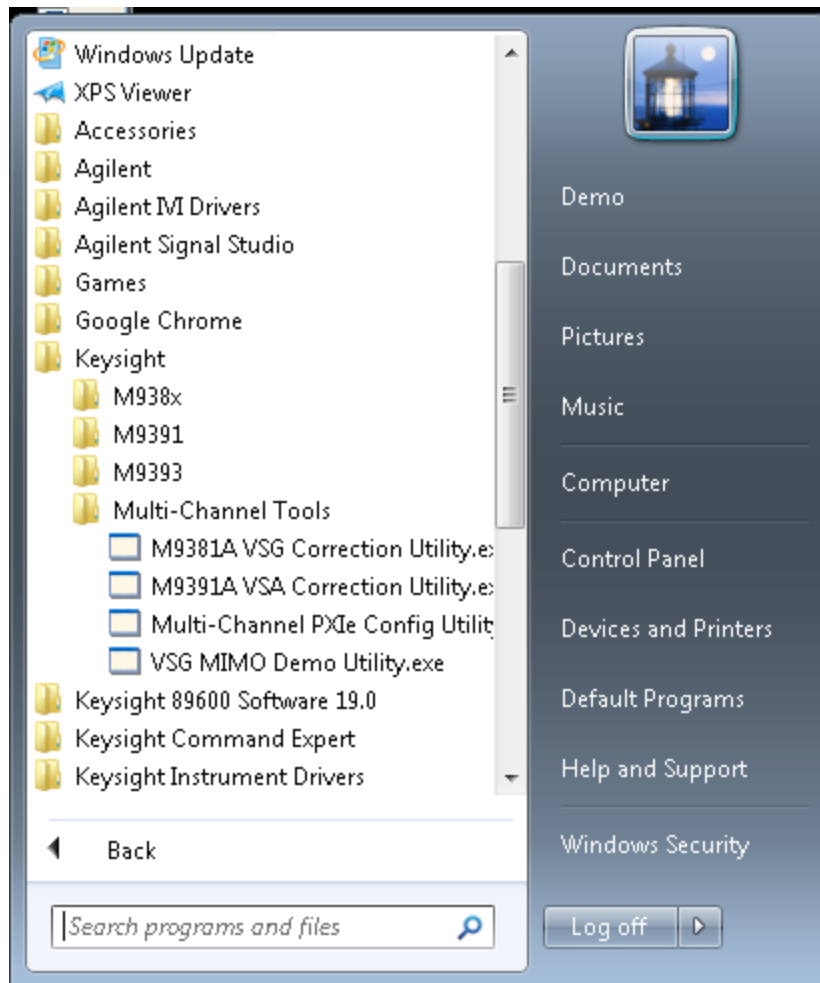 Windows Update
XPS Viewer
Accessories
Agilent
Agilent IVI Drivers
Agilent Signal Studio
Games
Google Chrome
Keysight
M938x
M9391
M9393
Multi-Channel Tools
M9381A VSG Correction Utility.ex
M9391A VSA Correction Utility.ex
Multi-Channel PXIe Config Utilit
VSG MIMO Demo Utility.exe
Keysight 89600 Software 19.0
Keysight Command Expert
Keysight Instrument Drivers
Back
Search programs and files
Demo
Documents
Pictures
Music
Computer
Control Panel
Devices and Printers
Default Programs
Help and Support
Windows Security
Log off